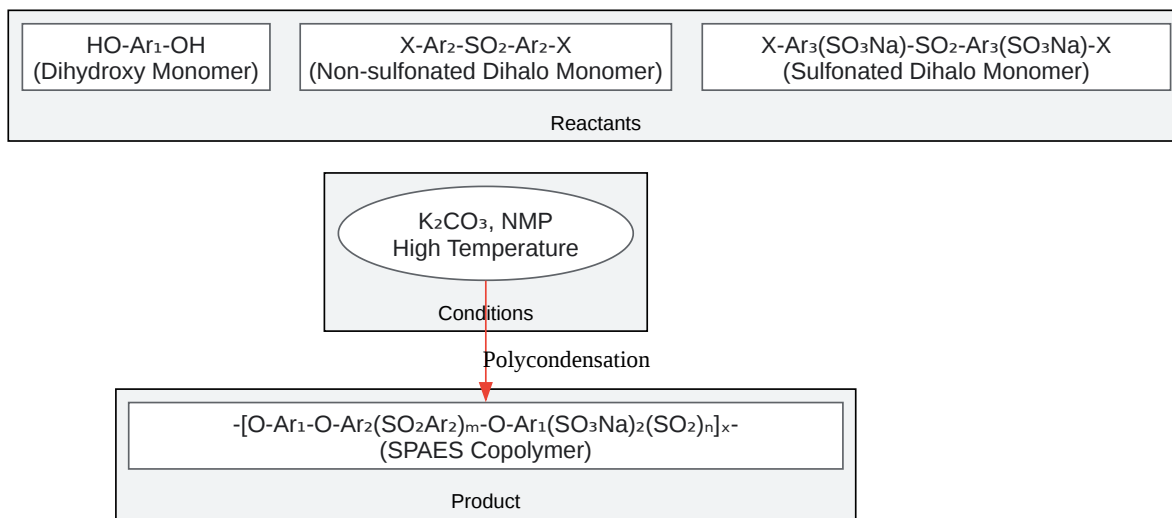 HO-Ar₁-OH
(Dihydroxy Monomer)
X-Ar₂-SO₂-Ar₂-X
(Non-sulfonated Dihalo Monomer)
X-Ar₃(SO₃Na)-SO₂-Ar₃(SO₃Na)-X
(Sulfonated Dihalo Monomer)
Reactants
K₂CO₃, NMP
High Temperature
Conditions
Polycondensation
-[O-Ar₁-O-Ar₂(SO₂Ar₂)ₘ-O-Ar₁(SO₃Na)₂(SO₂)ₙ]ₓ-
(SPAES Copolymer)
Product